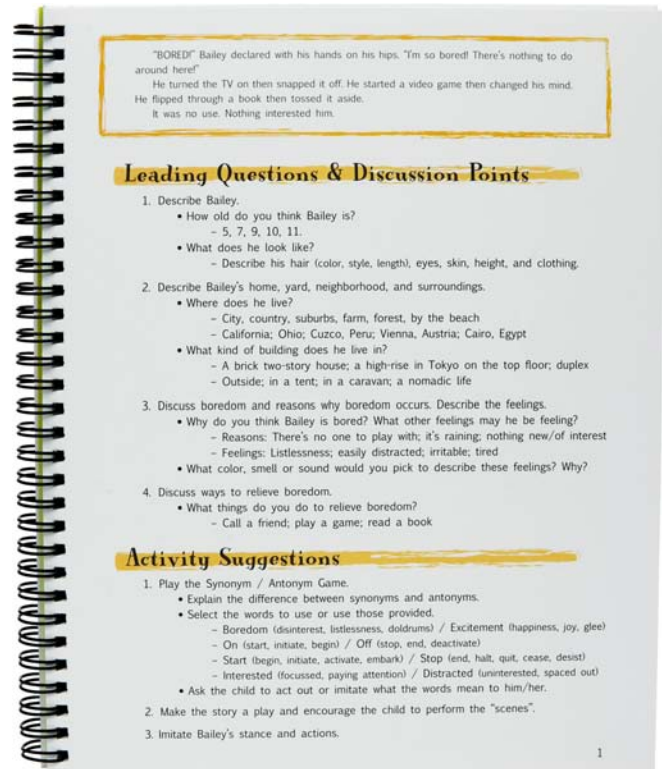 "BORED!" Bailey declared with his hands on his hips. "I'm so bored! There's nothing to do
around here!"
He turned the TV on then snapped it off. He started a video game then changed his mind.
He flipped through a book then tossed it aside.
It was no use. Nothing interested him.
Leading Questions & Discussion Points
1. Describe Bailey.
• How old do you think Bailey is?
– 5, 7, 9, 10, 11.
• What does he look like?
– Describe his hair (color, style, length), eyes, skin, height, and clothing.
2. Describe Bailey's home, yard, neighborhood, and surroundings.
• Where does he live?
– City, country, suburbs, farm, forest, by the beach
– California; Ohio; Cuzco, Peru; Vienna, Austria; Cairo, Egypt
• What kind of building does he live in?
– A brick two-story house; a high-rise in Tokyo on the top floor; duplex
– Outside; in a tent; in a caravan; a nomadic life
3. Discuss boredom and reasons why boredom occurs. Describe the feelings.
• Why do you think Bailey is bored? What other feelings may he be feeling?
– Reasons: There's no one to play with; it's raining; nothing new/of interest
– Feelings: Listlessness; easily distracted; irritable; tired
• What color, smell or sound would you pick to describe these feelings? Why?
4. Discuss ways to relieve boredom.
• What things do you do to relieve boredom?
– Call a friend; play a game; read a book
Activity Suggestions
1. Play the Synonym / Antonym Game.
• Explain the difference between synonyms and antonyms.
• Select the words to use or use those provided.
– Boredom (disinterest, listlessness, doldrums) / Excitement (happiness, joy, glee)
– On (start, initiate, begin) / Off (stop, end, deactivate)
– Start (begin, initiate, activate, embark) / Stop (end, halt, quit, cease, desist)
– Interested (focussed, paying attention) / Distracted (uninterested, spaced out)
• Ask the child to act out or imitate what the words mean to him/her.
2. Make the story a play and encourage the child to perform the "scenes".
3. Imitate Bailey's stance and actions.
1